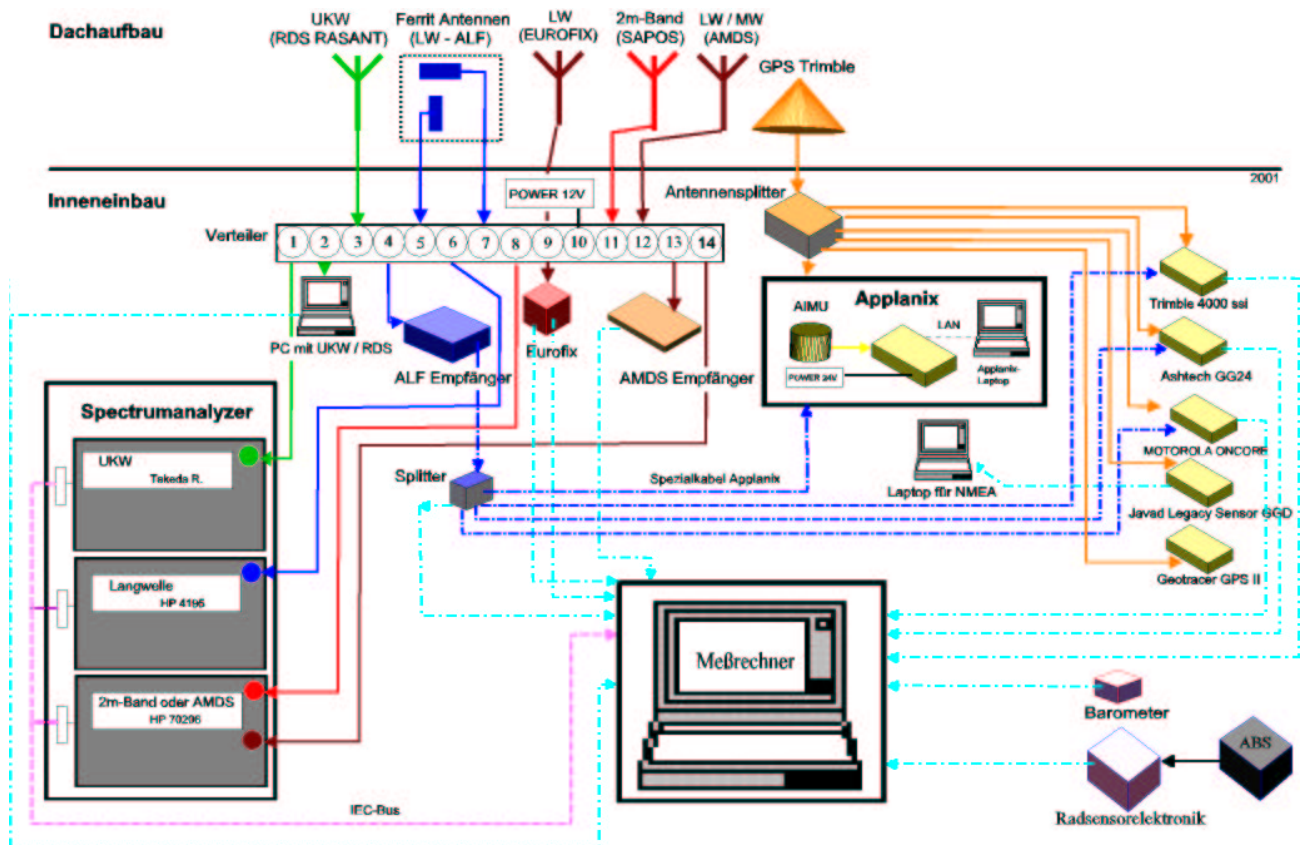 Dachaufbau
UKW
(RDS RASANT)
Ferrit Antennen
(LW - ALF)
LW
(EUROFIX)
2m-Band
(SAPOS)
LW / MW
(AMDS)
GPS Trimble
2001
Inneneinbau
POWER 12V
Antennensplitter
Verteiler
1 2 3 4 5 6 7 8 9 10 11 12 13 14
PC mit UKW / RDS
ALF Empfänger
Eurofix
AMDS Empfänger
Applanix
AIMU
LAN
POWER 24V
Applanix-
Laptop
Trimble 4000 ssi
Ashtech GG24
MOTOROLA ONCORE
Javad Legacy Sensor GGD
Geotracer GPS II
Spectrumanalyzer
UKW
Takeda R.
Langwelle
HP 4195
2m-Band oder AMDS
HP 70296
Splitter
Spezialkabel Applanix
Laptop für NMEA
Meßrechner
Barometer
ABS
Radsensorelektronik
IEC-Bus